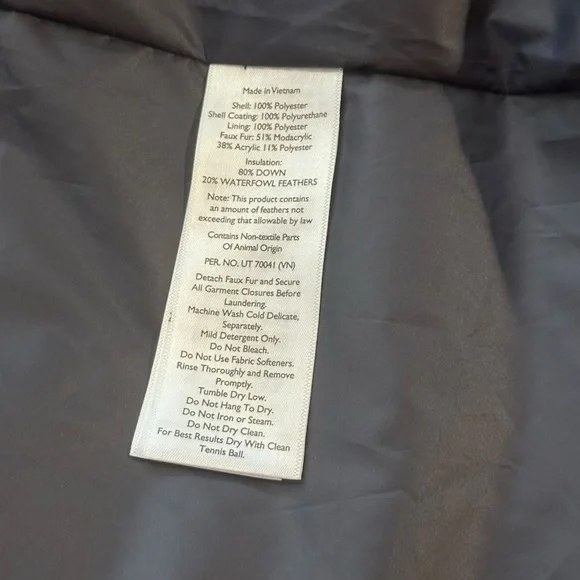 Made in Vietnam
Shell: 100% Polyester
Shell Coating: 100% Polyurethane
Lining: 100% Polyester
Faux Fur: 51% Modacrylic
38% Acrylic 11% Polyester
Insulation:
80% DOWN
20% WATERFOWL FEATHERS
Note: This product contains
an amount of feathers not
exceeding that allowable by law
Contains Non-textile Parts
Of Animal Origin
PER. NO. UT 70041 (VN)
Detach Faux Fur and Secure
All Garment Closures Before
Laundering.
Machine Wash Cold Delicate,
Separately.
Mild Detergent Only.
Do Not Bleach.
Do Not Use Fabric Softeners.
Rinse Thoroughly and Remove
Promptly.
Tumble Dry Low.
Do Not Hang To Dry.
Do Not Iron or Steam.
Do Not Dry Clean.
For Best Results Dry With Clean
Tennis Ball.